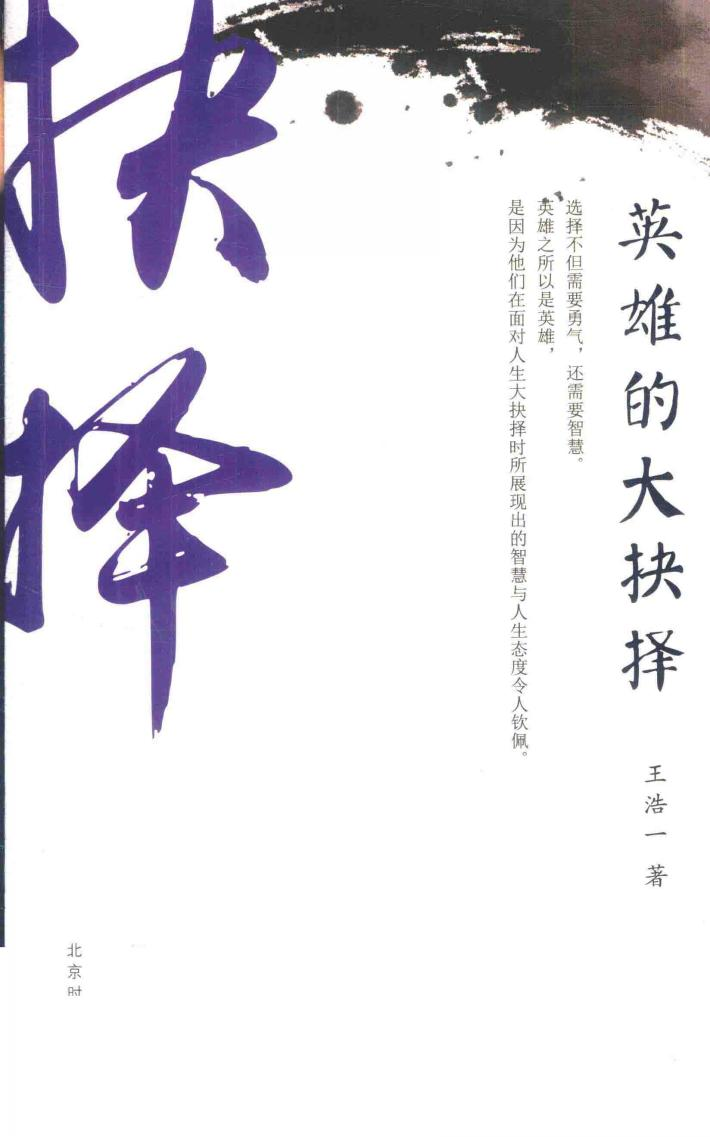 英雄的大抉择
王浩一 著
选择不但需要勇气，还需要智慧。
英雄之所以是英雄，
是因为他们在面对人生大抉择时所展现出的智慧与人生态度令人钦佩。
抉择
北京时